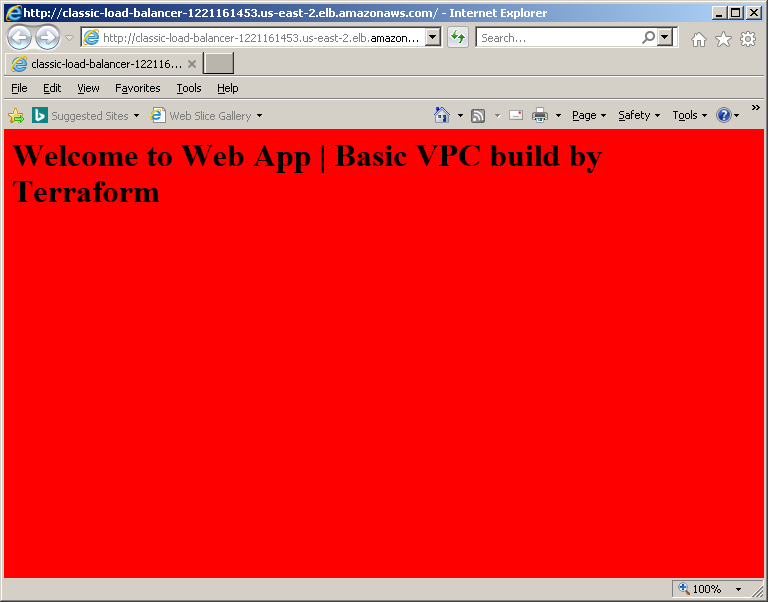 http://classic-load-balancer-1221161453.us-east-2.elb.amazonaws.com/ - Internet Explorer
http://classic-load-balancer-1221161453.us-east-2.elb.amazon... Search...
classic-load-balancer-122116...
File Edit View Favorites Tools Help
Suggested Sites Web Slice Gallery Page Safety Tools
Welcome to Web App | Basic VPC build by
Terraform
100%